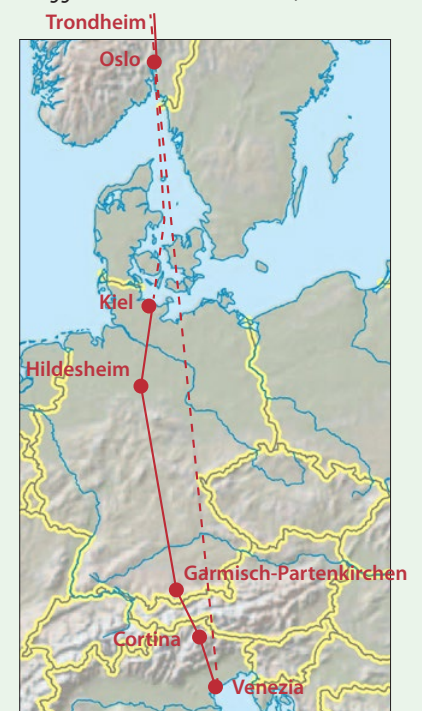 Trondheim
Oslo
Kiel
Hildesheim
Garmisch-Partenkirchen
Cortina
Venezia